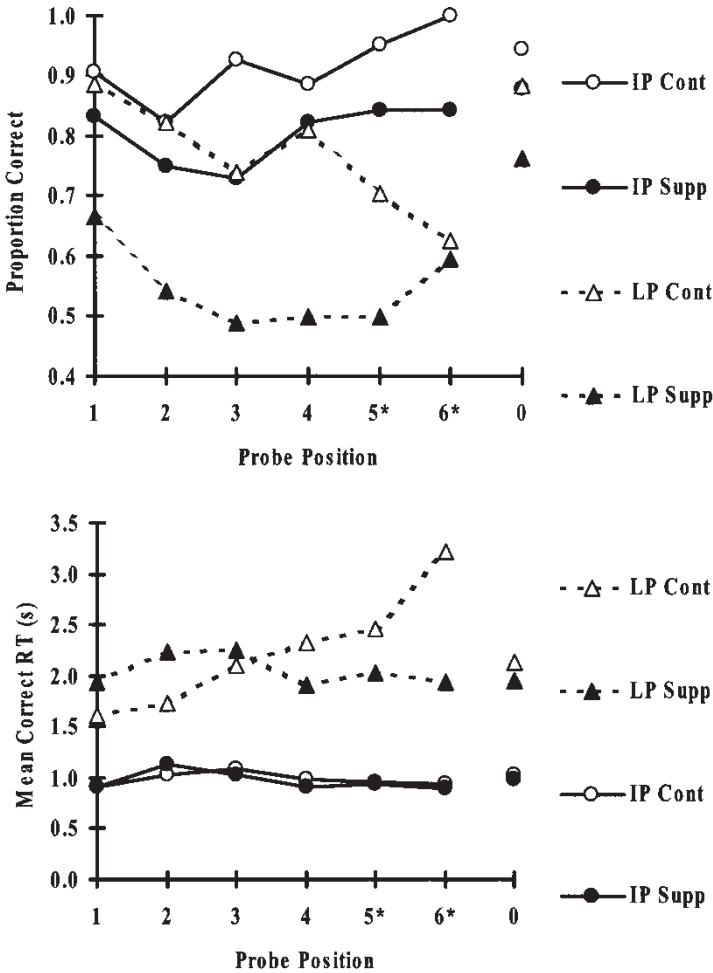 1.0
0.9
0.8
0.7
0.6
0.5
0.4
Proportion Correct
1 2 3 4 5* 6* 0
Probe Position
IP Cont
IP Supp
LP Cont
LP Supp
3.5
3.0
2.5
2.0
1.5
1.0
0.5
0.0
Mean Correct RT (s)
1 2 3 4 5* 6* 0
Probe Position
LP Cont
LP Supp
IP Cont
IP Supp